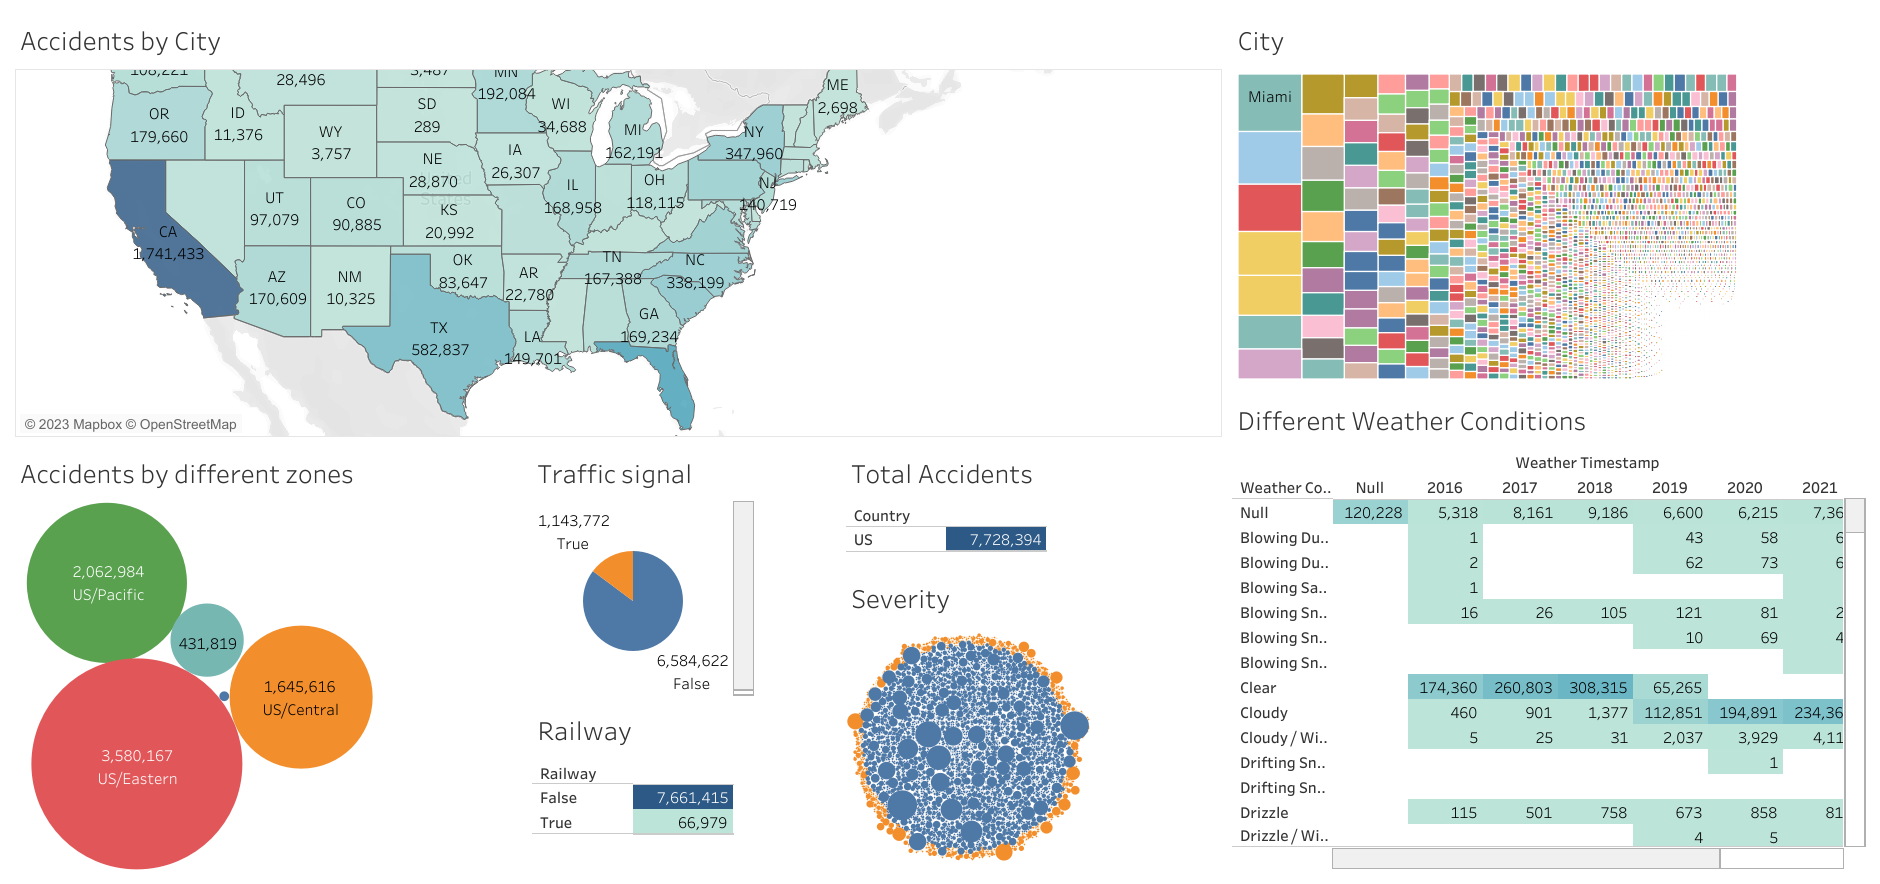 Accidents by City
108,221
28,496
3,487
MN
192,084
ME
2,698
OR
179,660
ID
11,376
WY
3,757
SD
289
WI
34,688
MI
162,191
NY
347,960
NE
28,870
IA
26,307
IL
168,958
OH
118,115
NJ
140,719
UT
97,079
CO
90,885
KS
20,992
United
States
CA
1,741,433
AZ
170,609
NM
10,325
OK
83,647
AR
22,780
TN
167,388
NC
338,199
TX
582,837
LA
149,701
GA
169,234
© 2023 Mapbox © OpenStreetMap
City
Miami
Accidents by different zones
2,062,984
US/Pacific
431,819
1,645,616
US/Central
3,580,167
US/Eastern
Traffic signal
1,143,772
True
6,584,622
False
Railway
Railway
False 7,661,415
True 66,979
Total Accidents
Country
US 7,728,394
Severity
Different Weather Conditions
Weather Timestamp
Weather Co.. Null 2016 2017 2018 2019 2020 2021
Null 120,228 5,318 8,161 9,186 6,600 6,215 7,36
Blowing Du.. 1 43 58 6
Blowing Du.. 2 62 73 6
Blowing Sa.. 1
Blowing Sn.. 16 26 105 121 81 2
Blowing Sn.. 10 69 4
Blowing Sn..
Clear 174,360 260,803 308,315 65,265
Cloudy 460 901 1,377 112,851 194,891 234,36
Cloudy / Wi.. 5 25 31 2,037 3,929 4,11
Drifting Sn.. 1
Drifting Sn..
Drizzle 115 501 758 673 858 81
Drizzle / Wi.. 4 5